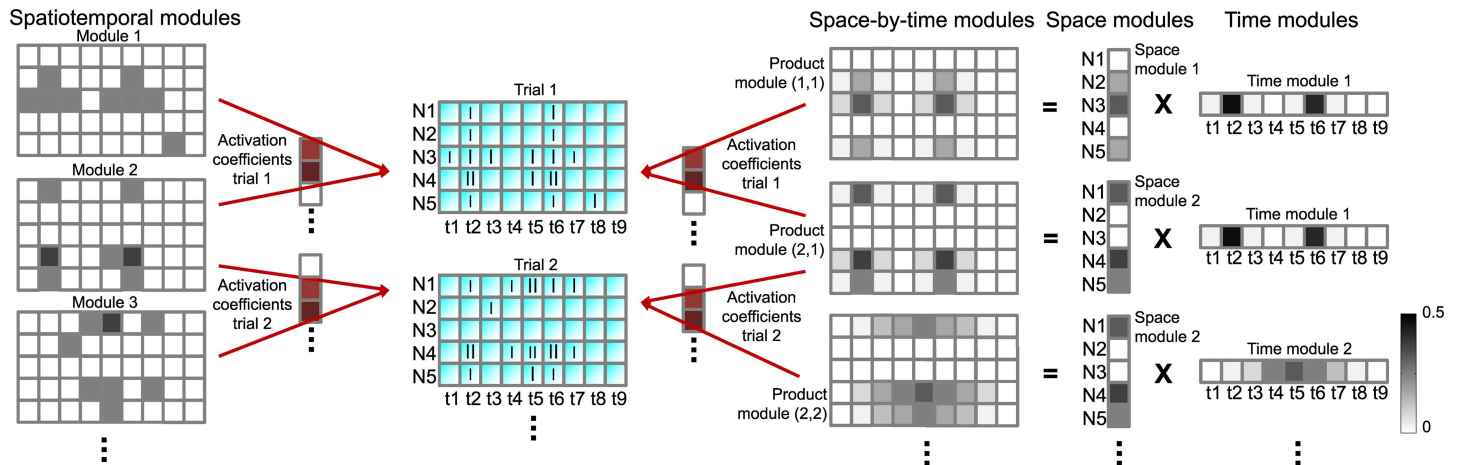 Spatiotemporal modules
Module 1
Module 2
Module 3
Activation
coefficients
trial 1
Activation
coefficients
trial 2
Trial 1
N1
N2
N3
N4
N5
t1 t2 t3 t4 t5 t6 t7 t8 t9
Trial 2
N1
N2
N3
N4
N5
t1 t2 t3 t4 t5 t6 t7 t8 t9
Activation
coefficients
trial 1
Activation
coefficients
trial 2
Space-by-time modules
Product
module (1,1)
Product
module (2,1)
Product
module (2,2)
=
=
=
Space modules
N1
N2
N3
N4
N5
Space
module 1
N1
N2
N3
N4
N5
Space
module 2
N1
N2
N3
N4
N5
Space
module 2
X
X
X
Time modules
Time module 1
t1 t2 t3 t4 t5 t6 t7 t8 t9
Time module 1
t1 t2 t3 t4 t5 t6 t7 t8 t9
Time module 2
t1 t2 t3 t4 t5 t6 t7 t8 t9
0.5
0